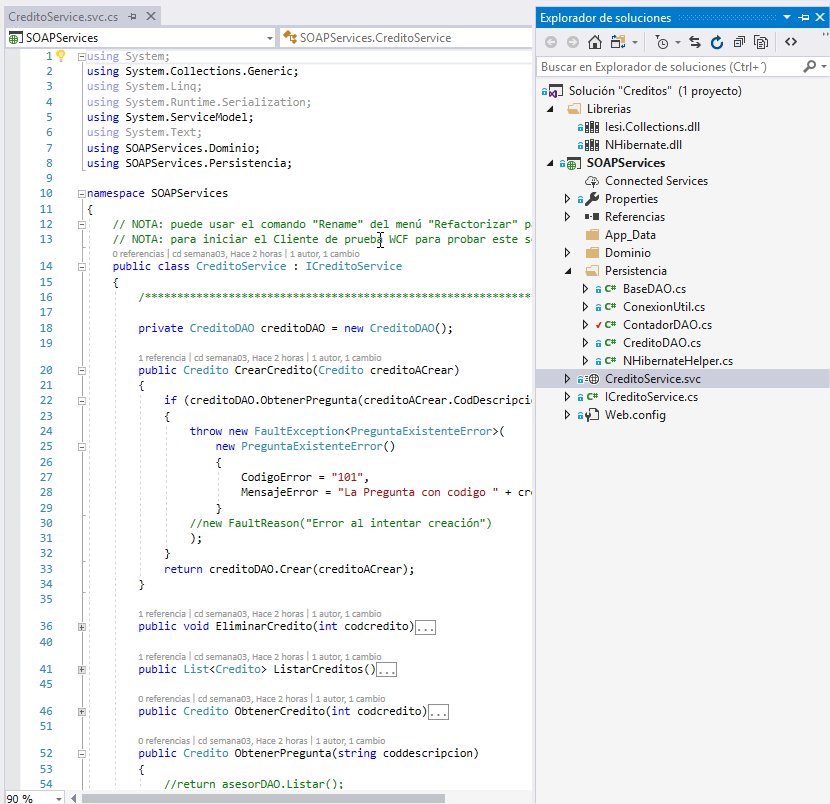 CreditoService.svc.cs
SOAPServices
SOAPServices.CreditoService
1 using System;
2 using System.Collections.Generic;
3 using System.Linq;
4 using System.Runtime.Serialization;
5 using System.ServiceModel;
6 using System.Text;
7 using SOAPServices.Dominio;
8 using SOAPServices.Persistencia;
9
10 namespace SOAPServices
11 {
12 // NOTA: puede usar el comando "Rename" del menú "Refactorizar" pa
13 // NOTA: para iniciar el Cliente de prueba WCF para probar este se
0 referencias | cd semana03, Hace 2 horas | 1 autor, 1 cambio
14 public class CreditoService : ICreditoService
15 {
16 /************************************************************
17
18 private CreditoDAO creditoDAO = new CreditoDAO();
19
1 referencia | cd semana03, Hace 2 horas | 1 autor, 1 cambio
20 public Credito CrearCredito(Credito creditoACrear)
21 {
22 if (creditoDAO.ObtenerPregunta(creditoACrear.CodDescripci
23 {
24 throw new FaultException<PreguntaExistenteError>(
25 new PreguntaExistenteError()
26 {
27 CodigoError = "101",
28 MensajeError = "La Pregunta con codigo " + cr
29 }
30 //new FaultReason("Error al intentar creación")
31 );
32 }
33 return creditoDAO.Crear(creditoACrear);
34 }
35
1 referencia | cd semana03, Hace 2 horas | 1 autor, 1 cambio
36 public void EliminarCredito(int codcredito)...
40
1 referencia | cd semana03, Hace 2 horas | 1 autor, 1 cambio
41 public List<Credito> ListarCreditos()...
45
0 referencias | cd semana03, Hace 2 horas | 1 autor, 1 cambio
46 public Credito ObtenerCredito(int codcredito)...
51
0 referencias | cd semana03, Hace 2 horas | 1 autor, 1 cambio
52 public Credito ObtenerPregunta(string coddescripcion)
53 {
54 //return asesorDAO.Listar();
90 %
Explorador de soluciones
Buscar en Explorador de soluciones (Ctrl+´)
Solución "Creditos" (1 proyecto)
Librerias
Iesi.Collections.dll
NHibernate.dll
SOAPServices
Connected Services
Properties
Referencias
App_Data
Dominio
Persistencia
C# BaseDAO.cs
C# ConexionUtil.cs
C# ContadorDAO.cs
C# CreditoDAO.cs
C# NHibernateHelper.cs
CreditoService.svc
C# ICreditoService.cs
Web.config